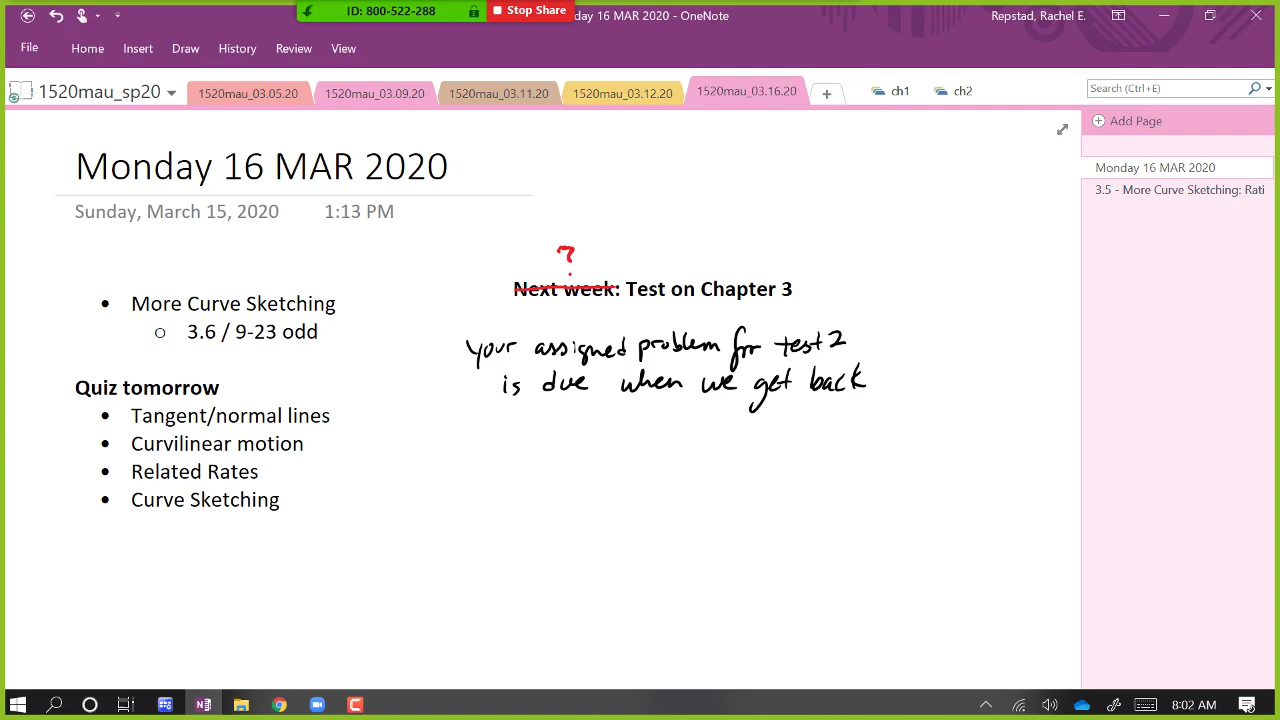 ID: 800-522-288
Stop Share
day 16 MAR 2020 - OneNote
Repstad, Rachel E.
File
Home
Insert
Draw
History
Review
View
1520mau_sp20
1520mau_03.05.20
1520mau_03.09.20
1520mau_03.11.20
1520mau_03.12.20
1520mau_03.16.20
ch1
ch2
Search (Ctrl+E)
Add Page
Monday 16 MAR 2020
3.5 - More Curve Sketching: Rati
Monday 16 MAR 2020
Sunday, March 15, 2020 1:13 PM
• More Curve Sketching
o 3.6 / 9-23 odd
Quiz tomorrow
• Tangent/normal lines
• Curvilinear motion
• Related Rates
• Curve Sketching
?
Next week: Test on Chapter 3
your assigned problem for test 2
is due when we get back
8:02 AM